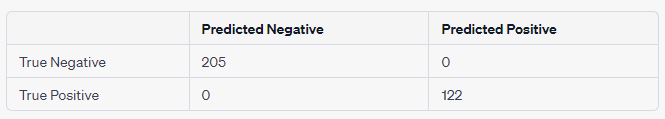 Predicted Negative Predicted Positive
True Negative 205 0
True Positive 0 122